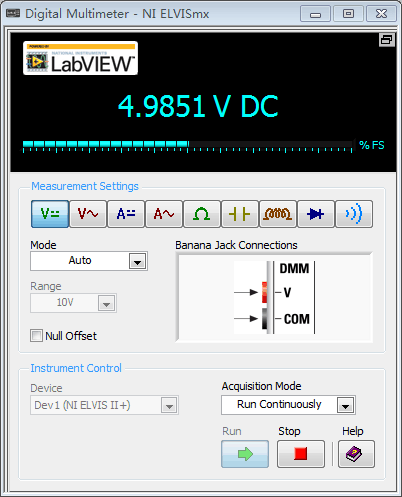 Digital Multimeter - NI ELVISmx
POWERED BY
NATIONAL INSTRUMENTS
LabVIEW™
4.9851 V DC
% FS
Measurement Settings
V V A A Ω
Mode
Auto
Banana Jack Connections
Range
10V
DMM
V
COM
Null Offset
Instrument Control
Device
Dev1 (NI ELVIS II+)
Acquisition Mode
Run Continuously
Run Stop Help